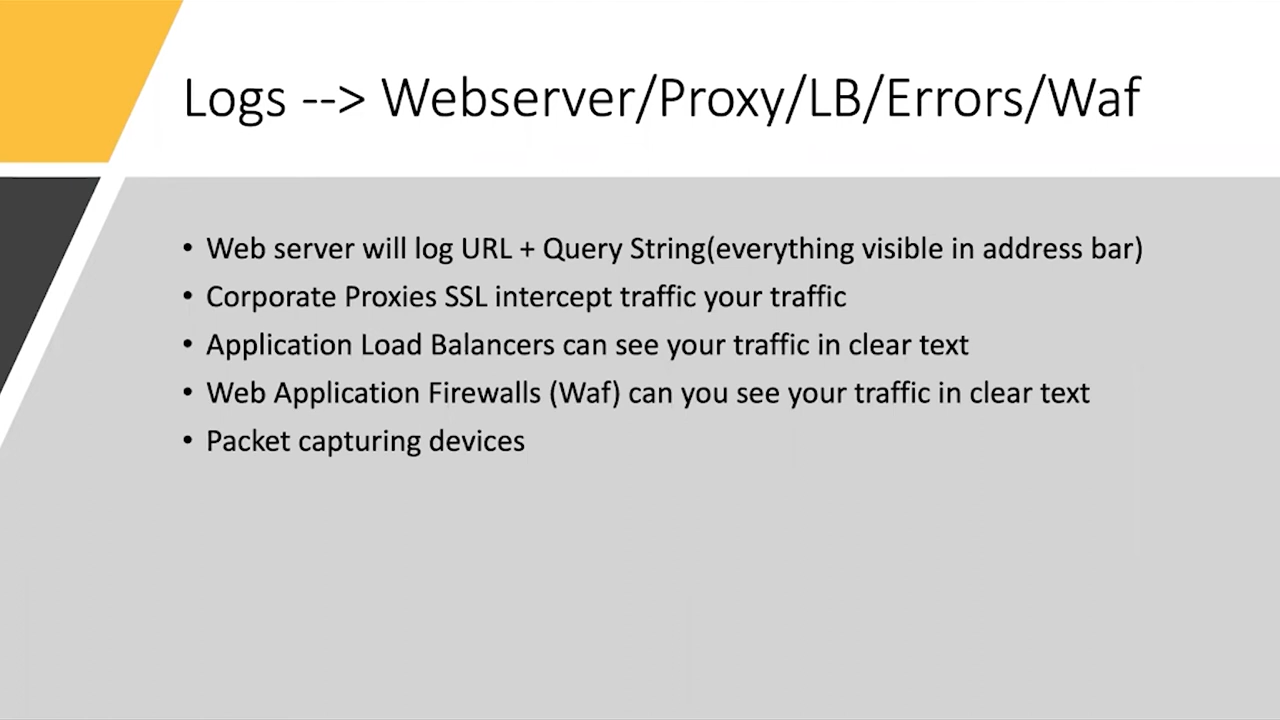 Logs --> Webserver/Proxy/LB/Errors/Waf
• Web server will log URL + Query String(everything visible in address bar)
• Corporate Proxies SSL intercept traffic your traffic
• Application Load Balancers can see your traffic in clear text
• Web Application Firewalls (Waf) can you see your traffic in clear text
• Packet capturing devices